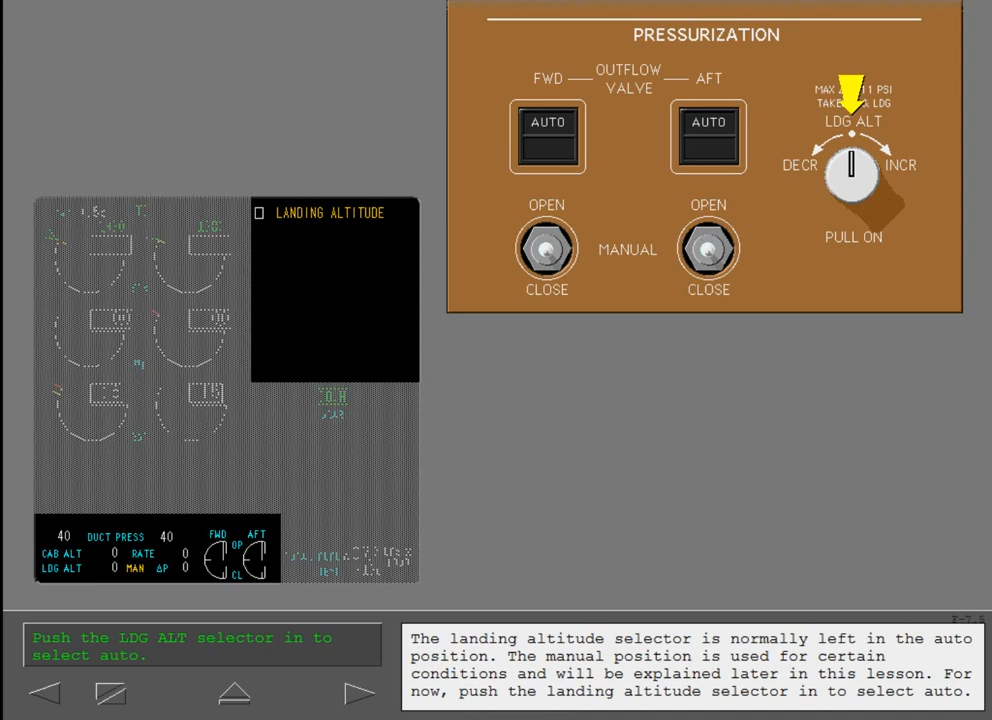 PRESSURIZATION
FWD
OUTFLOW
VALVE
AFT
AUTO
AUTO
LDG ALT
DECR
INCR
PULL ON
OPEN
OPEN
MANUAL
CLOSE
CLOSE
LANDING ALTITUDE
40 DUCT PRESS 40
FWD AFT
OP
CAB ALT 0 RATE 0
LDG ALT 0 MAN ΔP 0
CL
Push the LDG ALT selector in to
select auto.
The landing altitude selector is normally left in the auto
position. The manual position is used for certain
conditions and will be explained later in this lesson. For
now, push the landing altitude selector in to select auto.